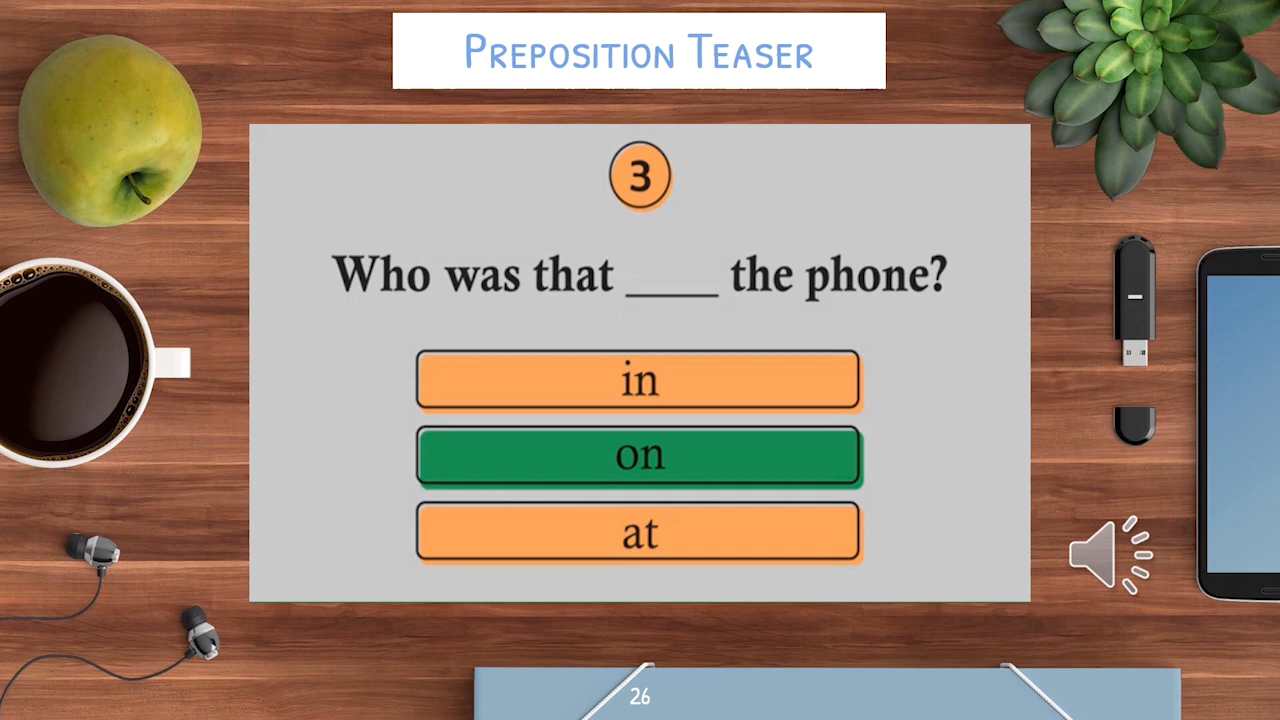 Preposition Teaser
3
Who was that ____ the phone?
in
on
at
26